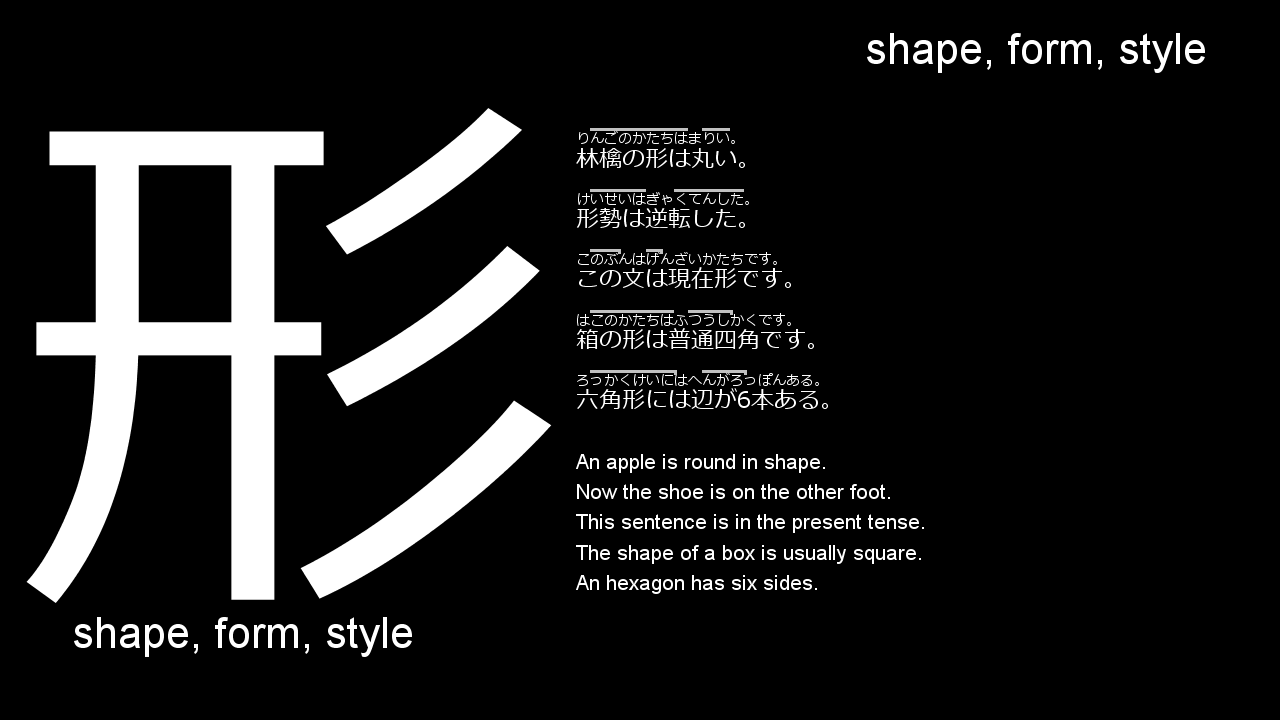 shape, form, style
形
shape, form, style
りんごのかたちはまりい。
林檎の形は丸い。
けいせいはぎゃくてんした。
形勢は逆転した。
このぶんはげんざいかたちです。
この文は現在形です。
はこのかたちはふつうしかくです。
箱の形は普通四角です。
ろっかくけいにはへんがろっぽんある。
六角形には辺が6本ある。
An apple is round in shape.
Now the shoe is on the other foot.
This sentence is in the present tense.
The shape of a box is usually square.
An hexagon has six sides.